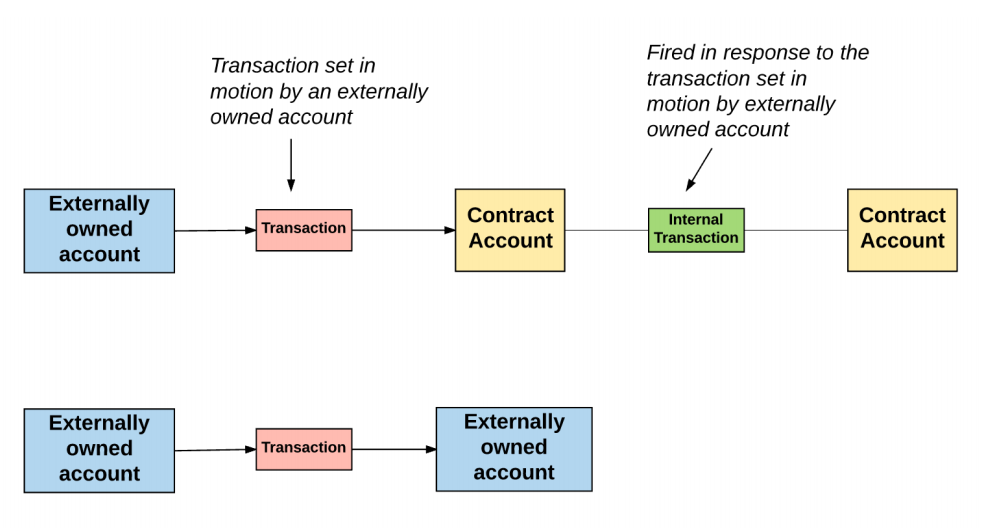 Transaction set in
motion by an externally
owned account
Fired in response to the
transaction set in
motion by externally
owned account
Externally
owned
account
Transaction
Contract
Account
Internal
Transaction
Contract
Account
Externally
owned
account
Transaction
Externally
owned
account